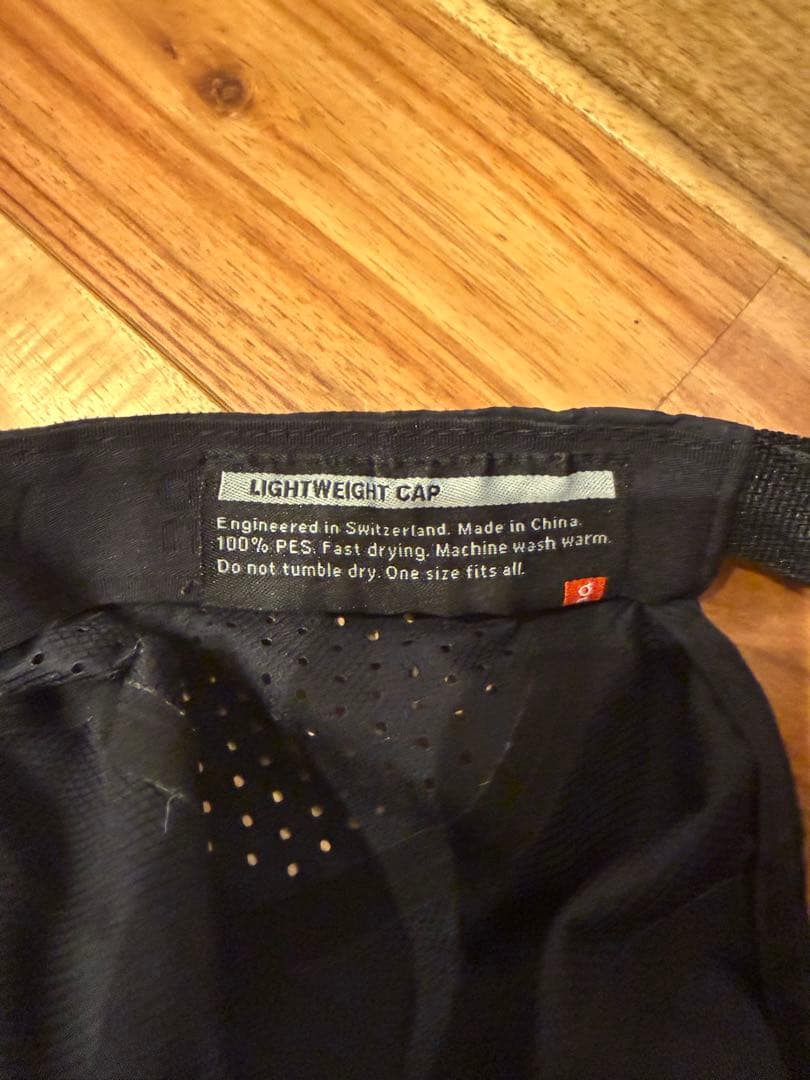 LIGHTWEIGHT CAP
Engineered in Switzerland. Made in China.
100% PES. Fast drying. Machine wash warm.
Do not tumble dry. One size fits all.